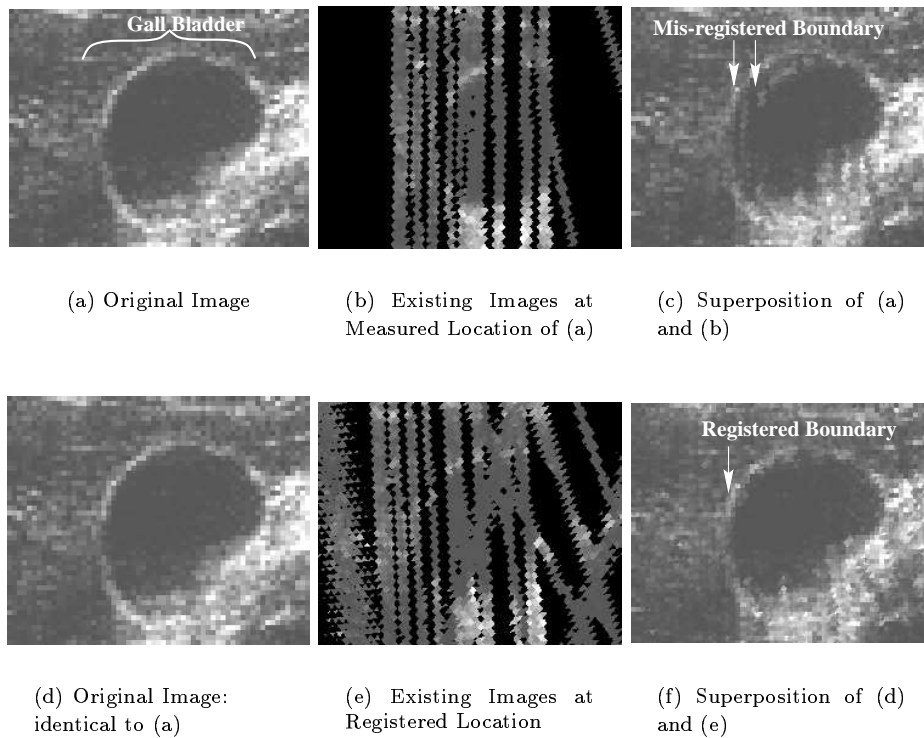 Gall Bladder
Mis-registered Boundary
(a) Original Image
(b) Existing Images at
Measured Location of (a)
(c) Superposition of (a)
and (b)
Registered Boundary
(d) Original Image:
identical to (a)
(e) Existing Images at
Registered Location
(f) Superposition of (d)
and (e)